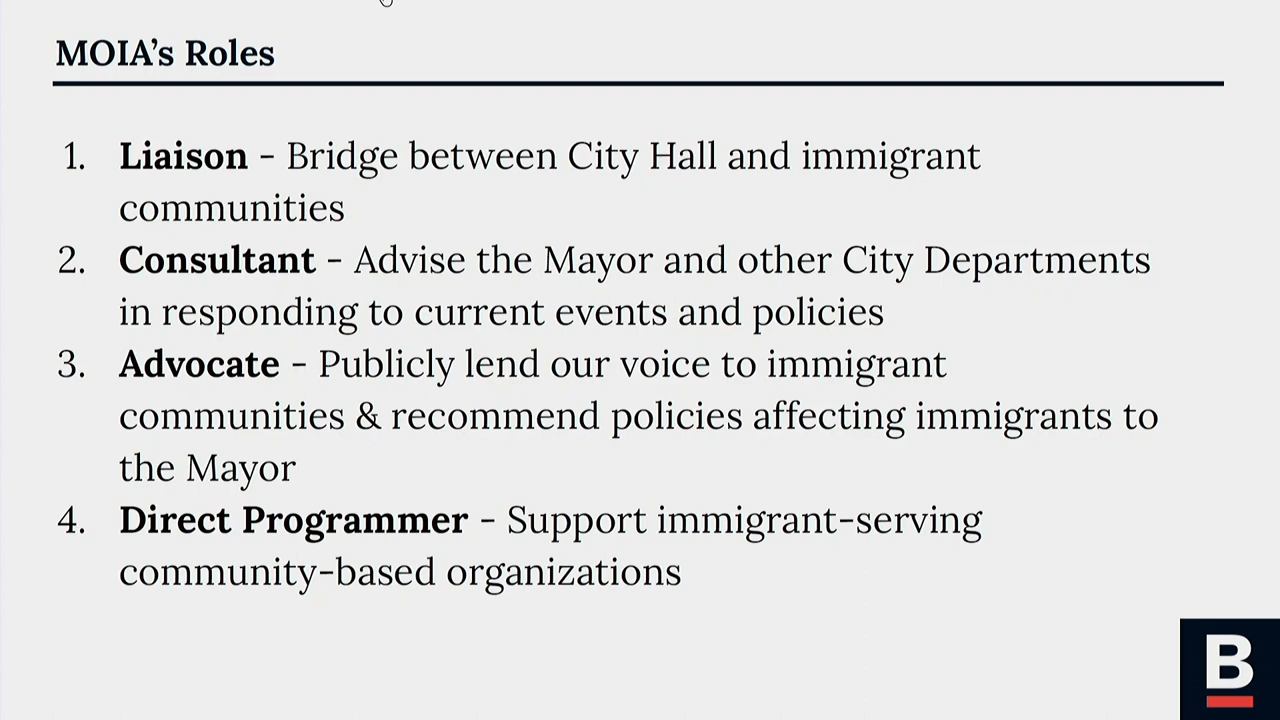 MOIA’s Roles
1. Liaison - Bridge between City Hall and immigrant
communities
2. Consultant - Advise the Mayor and other City Departments
in responding to current events and policies
3. Advocate - Publicly lend our voice to immigrant
communities & recommend policies affecting immigrants to
the Mayor
4. Direct Programmer - Support immigrant-serving
community-based organizations
B